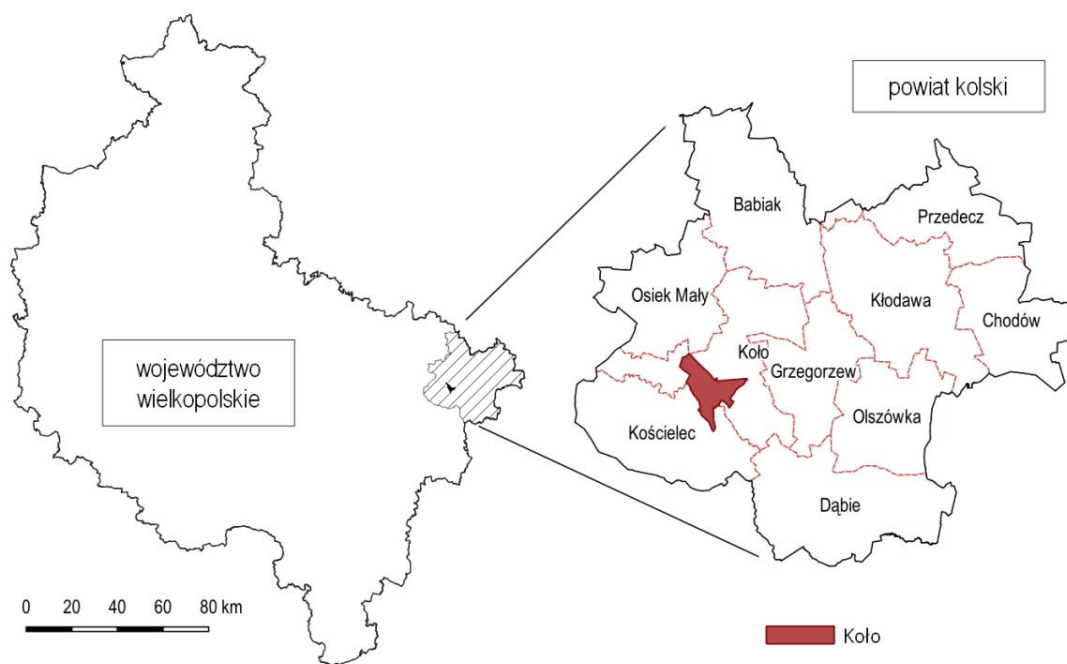 powiat kolski
Babiak
Przedecz
Osiek Mały
Kłodawa
Chodów
Koło
Grzegorzew
województwo
wielkopolskie
Olszówka
Kościelec
Dąbie
0 20 40 60 80 km
Koło